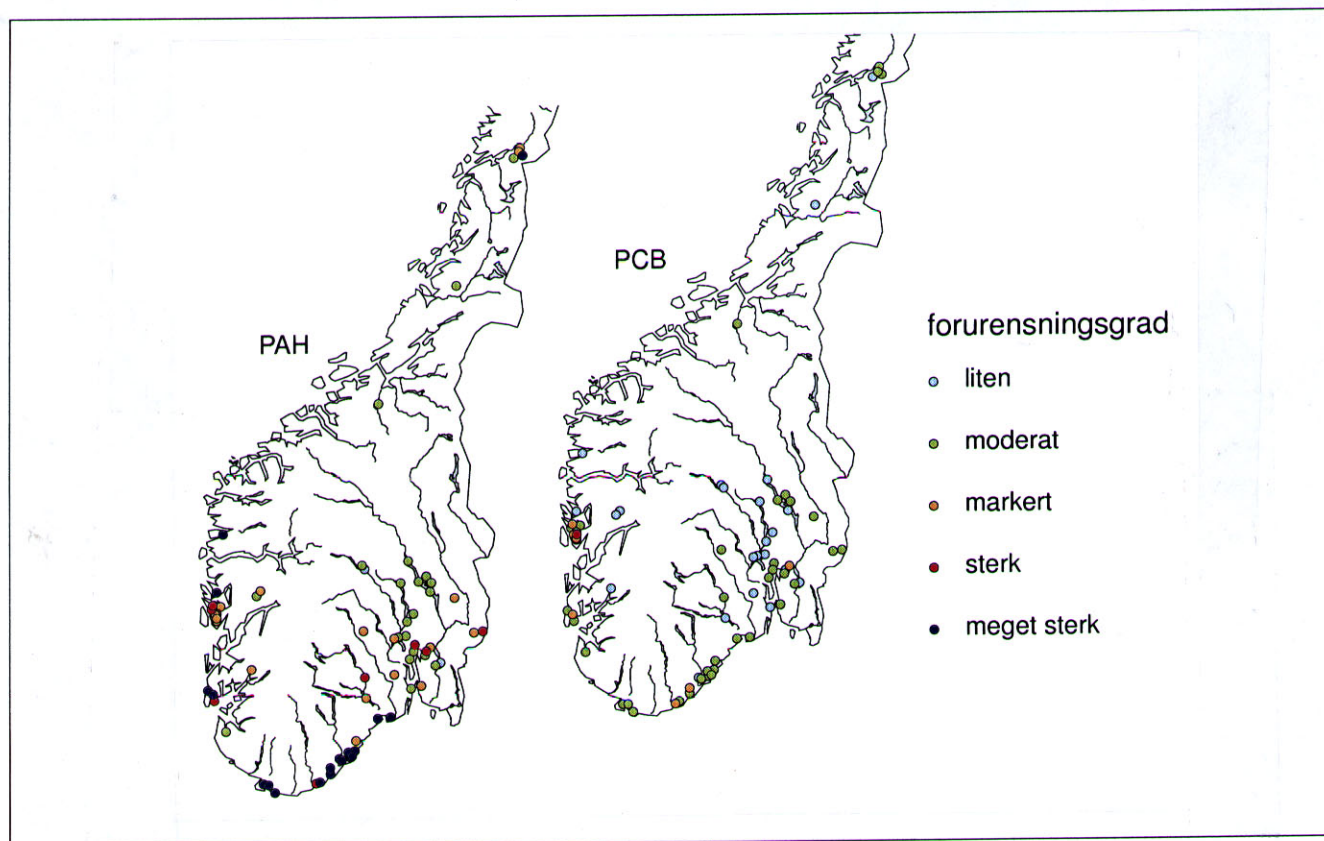 PAH
PCB
forurensningsgrad
liten
moderat
markert
sterk
meget sterk